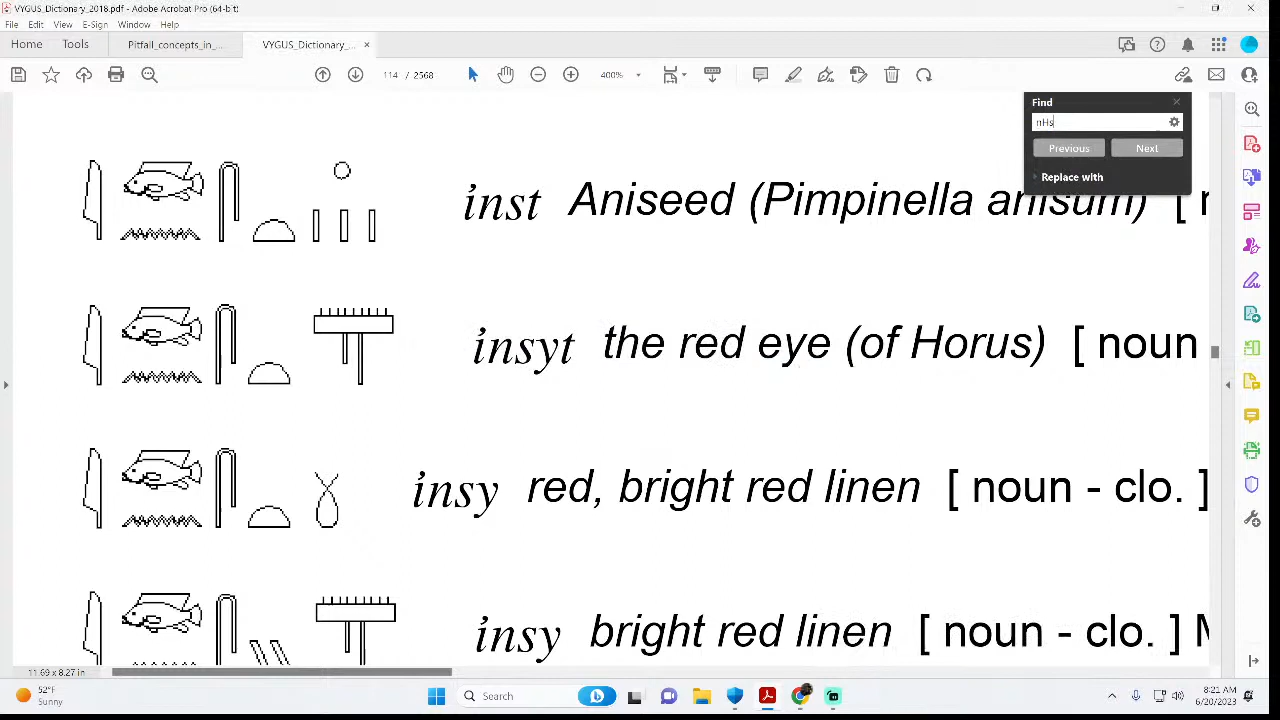 VYGUS_Dictionary_2018.pdf - Adobe Acrobat Pro (64-bit)
File Edit View E-Sign Window Help
Home Tools Pitfall_concepts_in_... VYGUS_Dictionary_...
114 / 2568 400%
Find
nHs
Previous Next
Replace with
inst Aniseed (Pimpinella anisum) [
insyt the red eye (of Horus) [ noun
insy red, bright red linen [ noun - clo. ]
insy bright red linen [ noun - clo. ]
11.69 x 8.27 in
52°F
Sunny
Search
8:21 AM
6/20/2023